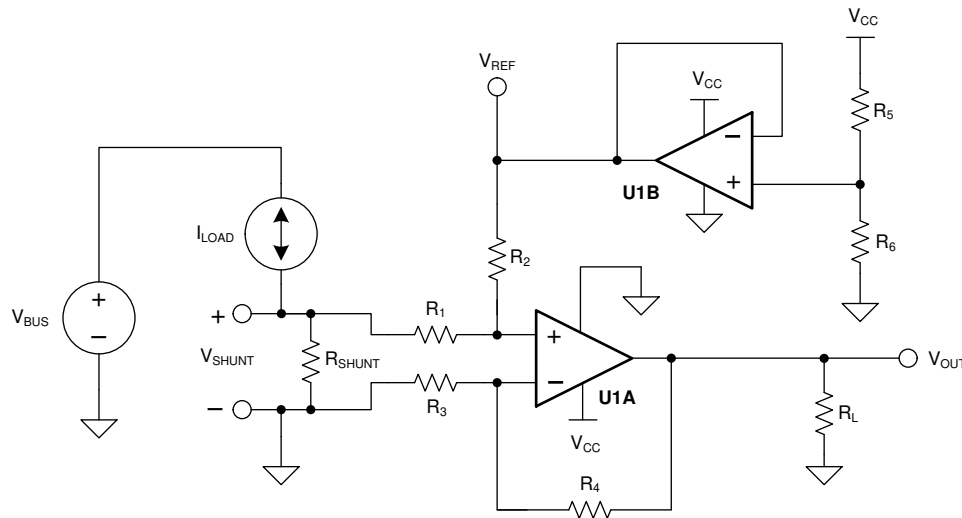 VCC
VREF
VCC
R5
−
+
U1B
R6
ILOAD
R2
+
−
VBUS
+
R1
+
VSHUNT
RSHUNT
−
U1A
VOUT
−
R3
VCC
RL
R4